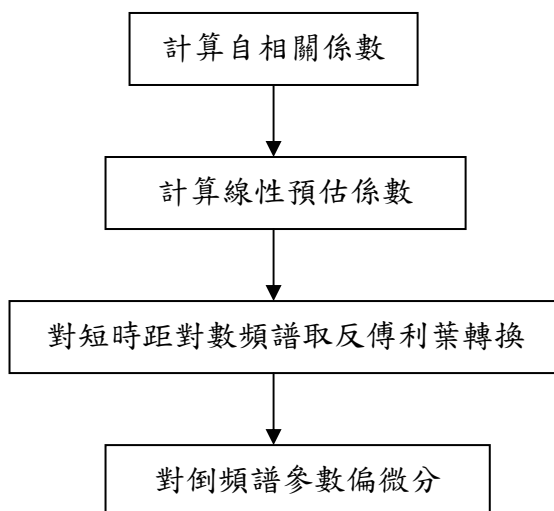 計算自相關係數
計算線性預估係數
對短時距對數頻譜取反傅利葉轉換
對倒頻譜參數偏微分